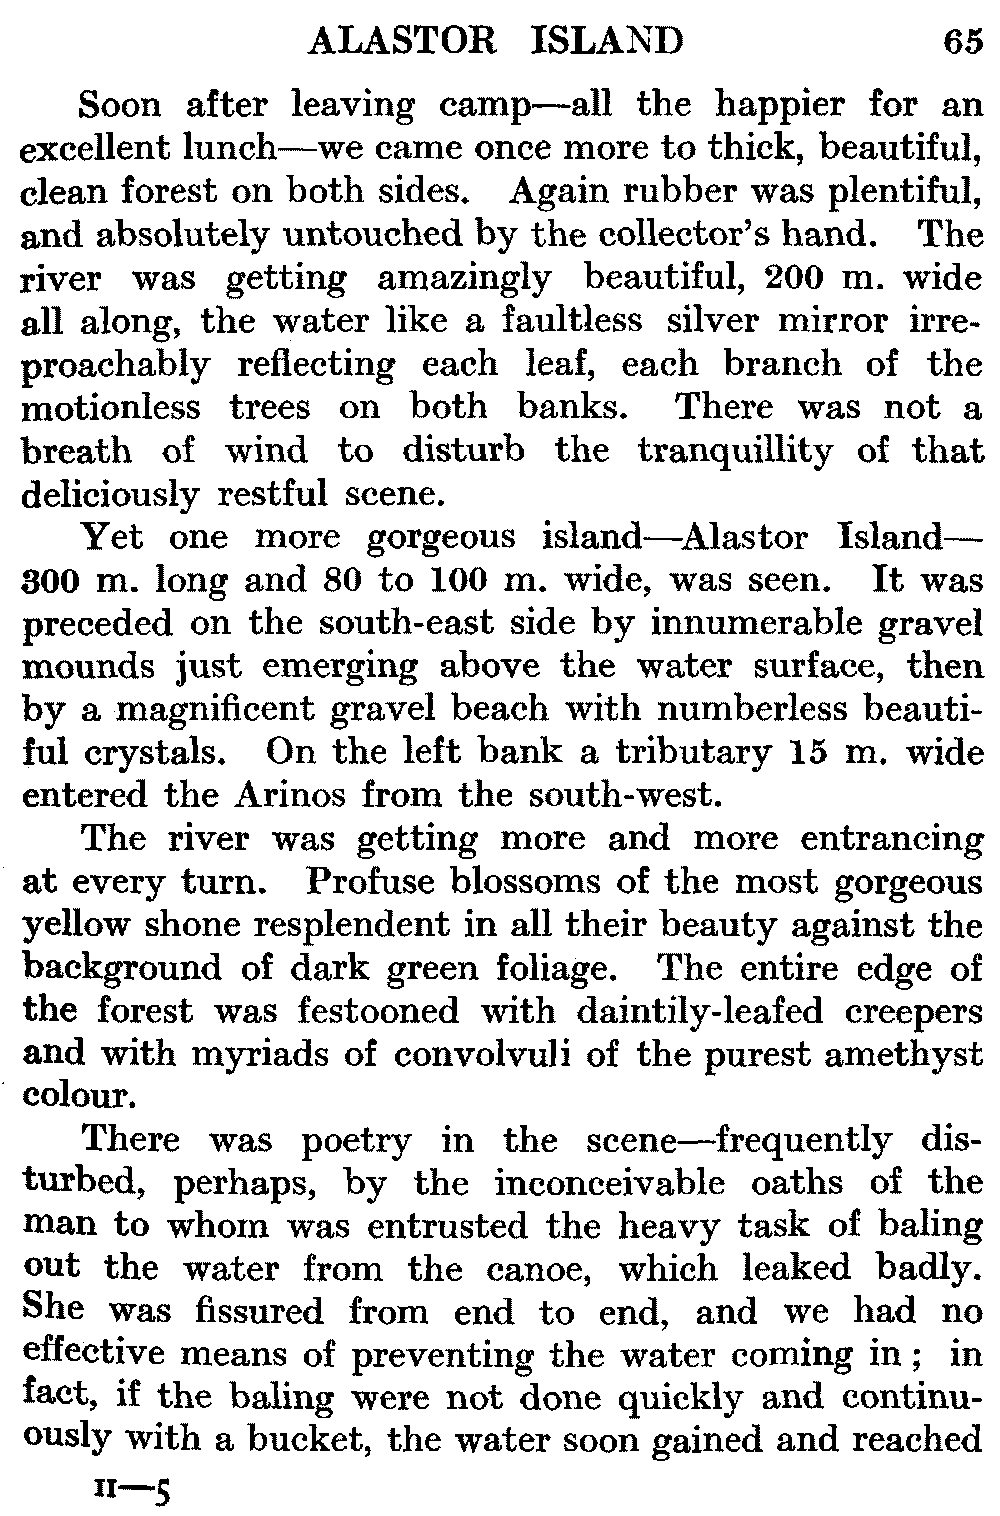 ALASTOR ISLAND 65
Soon after leaving camp—all the happier for an
excellent lunch—we came once more to thick, beautiful,
clean forest on both sides. Again rubber was plentiful,
and absolutely untouched by the collector's hand. The
river was getting amazingly beautiful, 200 m. wide
all along, the water like a faultless silver mirror irre-
proachably reflecting each leaf, each branch of the
motionless trees on both banks. There was not a
breath of wind to disturb the tranquillity of that
deliciously restful scene.
Yet one more gorgeous island—Alastor Island—
300 m. long and 80 to 100 m. wide, was seen. It was
preceded on the south-east side by innumerable gravel
mounds just emerging above the water surface, then
by a magnificent gravel beach with numberless beauti-
ful crystals. On the left bank a tributary 15 m. wide
entered the Arinos from the south-west.
The river was getting more and more entrancing
at every turn. Profuse blossoms of the most gorgeous
yellow shone resplendent in all their beauty against the
background of dark green foliage. The entire edge of
the forest was festooned with daintily-leafed creepers
and with myriads of convolvuli of the purest amethyst
colour.
There was poetry in the scene—frequently dis-
turbed, perhaps, by the inconceivable oaths of the
man to whom was entrusted the heavy task of baling
out the water from the canoe, which leaked badly.
She was fissured from end to end, and we had no
effective means of preventing the water coming in; in
fact, if the baling were not done quickly and continu-
ously with a bucket, the water soon gained and reached
II—5